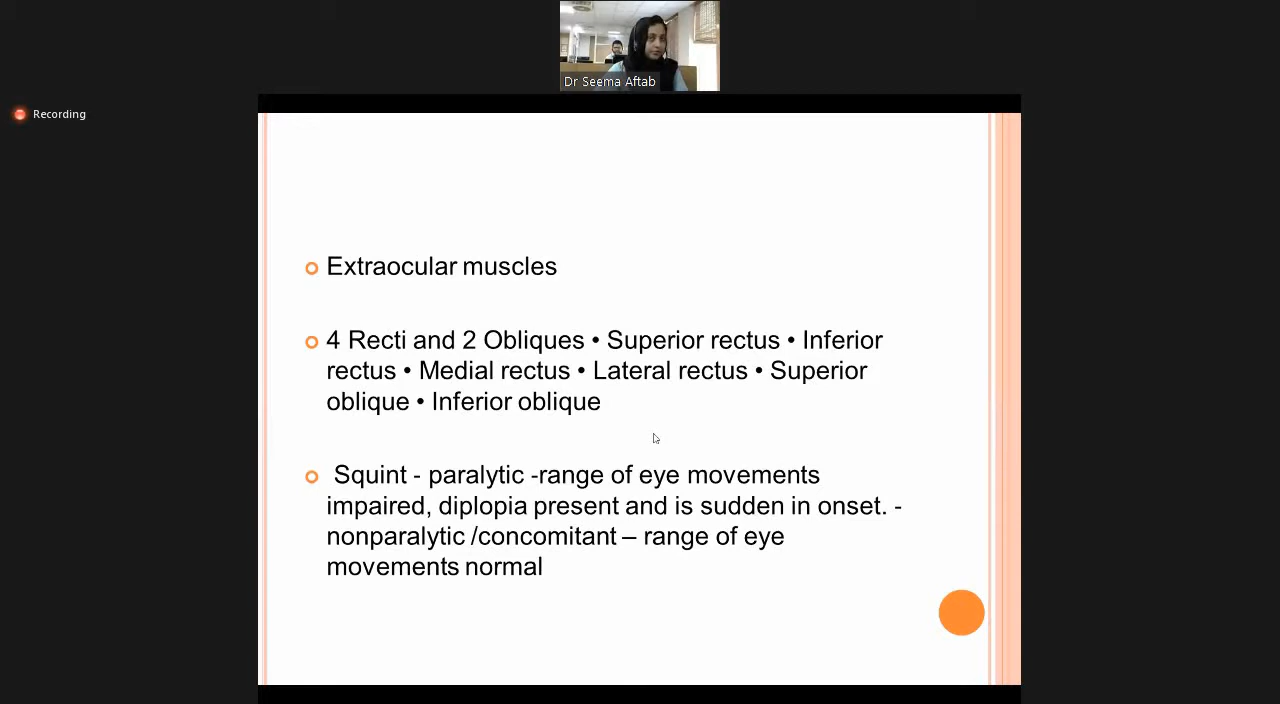 Dr Seema Aftab
Recording
Extraocular muscles
4 Recti and 2 Obliques • Superior rectus • Inferior
rectus • Medial rectus • Lateral rectus • Superior
oblique • Inferior oblique
Squint - paralytic -range of eye movements
impaired, diplopia present and is sudden in onset. -
nonparalytic /concomitant – range of eye
movements normal